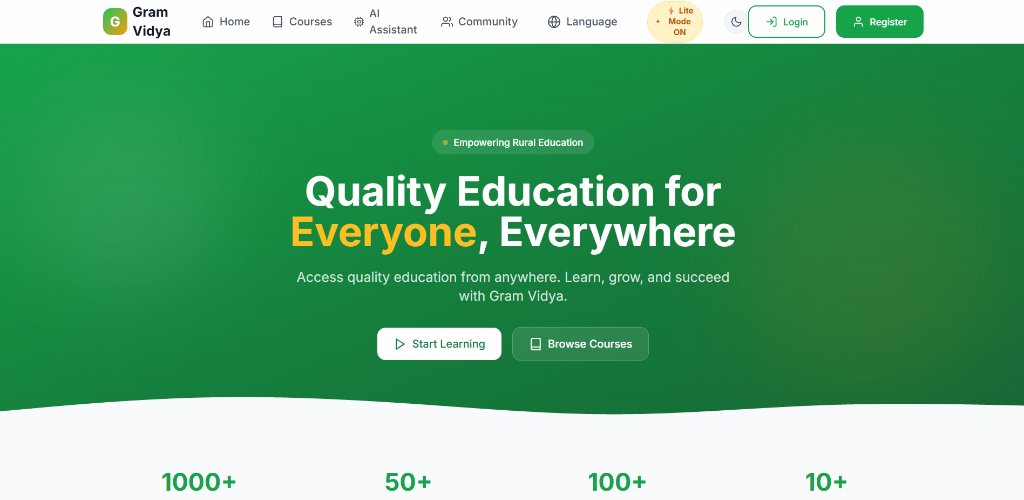 G
Gram
Vidya
Home
Courses
AI
Assistant
Community
Language
Lite
Mode
ON
Login
Register
Empowering Rural Education
Quality Education for
Everyone, Everywhere
Access quality education from anywhere. Learn, grow, and succeed
with Gram Vidya.
Start Learning
Browse Courses
1000+
50+
100+
10+